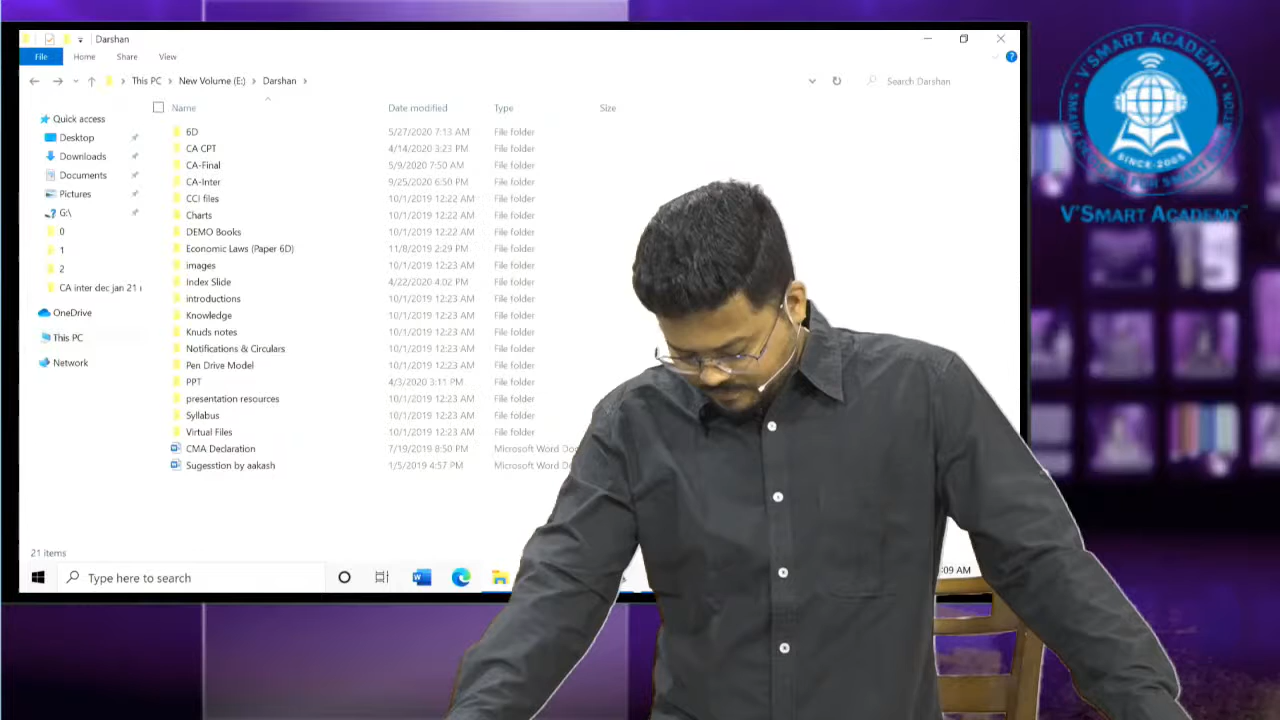 Darshan
File Home Share View
This PC New Volume (E:) Darshan
Search Darshan
Name Date modified Type Size
Quick access
Desktop
Downloads
Documents
Pictures
G:\
0
1
2
CA inter dec jan 21
OneDrive
This PC
Network
6D 5/27/2020 7:13 AM File folder
CA CPT 4/14/2020 3:23 PM File folder
CA-Final 5/9/2020 7:50 AM File folder
CA-Inter 9/25/2020 6:50 PM File folder
CCI files 10/1/2019 12:22 AM File folder
Charts 10/1/2019 12:22 AM File folder
DEMO Books 10/1/2019 12:22 AM File folder
Economic Laws (Paper 6D) 11/8/2019 2:29 PM File folder
images 10/1/2019 12:23 AM File folder
Index Slide 4/22/2020 4:02 PM File folder
introductions 10/1/2019 12:23 AM File folder
Knowledge 10/1/2019 12:23 AM File folder
Knuds notes 10/1/2019 12:23 AM File folder
Notifications & Circulars 10/1/2019 12:23 AM File folder
Pen Drive Model 10/1/2019 12:23 AM File folder
PPT 4/3/2020 3:11 PM File folder
presentation resources 10/1/2019 12:23 AM File folder
Syllabus 10/1/2019 12:23 AM File folder
Virtual Files 10/1/2019 12:23 AM File folder
CMA Declaration 7/19/2019 8:50 PM Microsoft Word Doc
Sugesstion by aakash 1/5/2019 4:57 PM Microsoft Word D
21 items
Type here to search
:09 AM
V'SMART ACADEMY
SINCE-2005
V'SMART ACADEMY